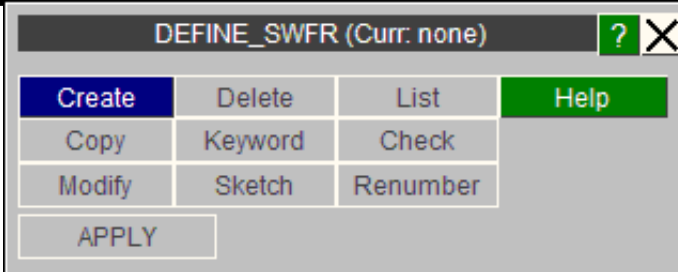 DEFINE_SWFR (Curr: none) ? X
Create Delete List Help
Copy Keyword Check
Modify Sketch Renumber
APPLY